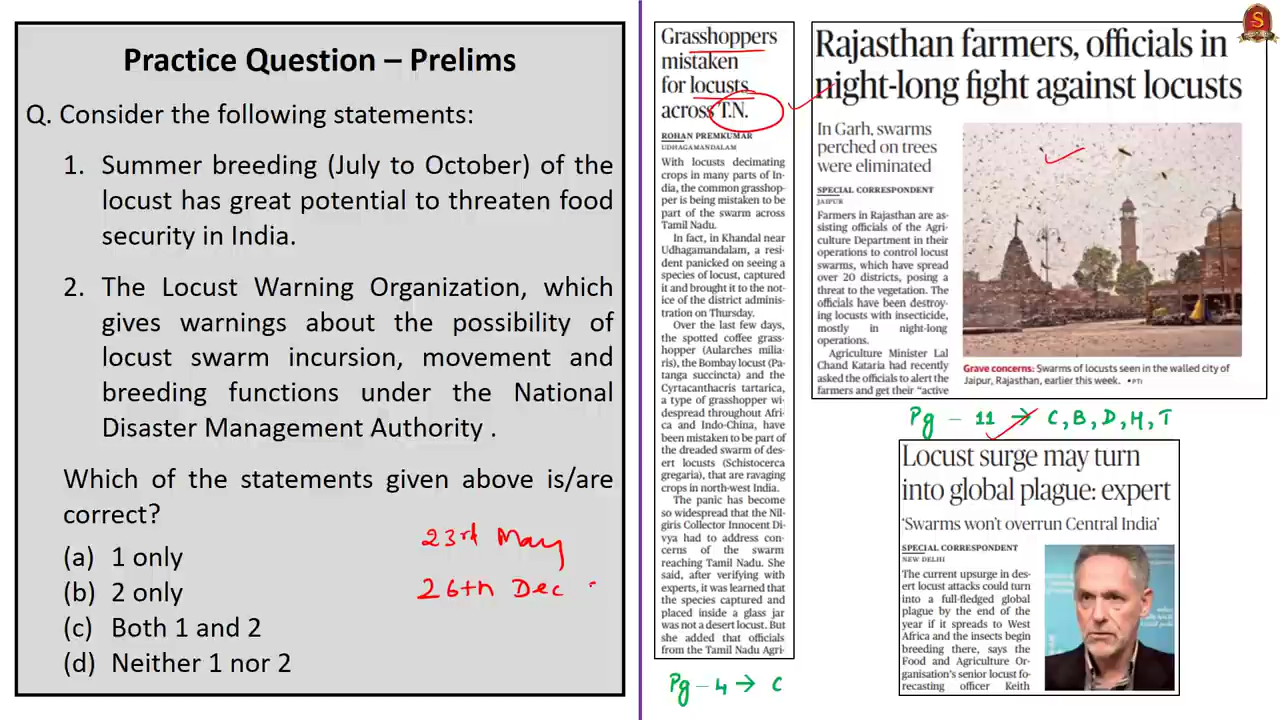 Practice Question – Prelims
Q. Consider the following statements:
1. Summer breeding (July to October) of the
locust has great potential to threaten food
security in India.
2. The Locust Warning Organization, which
gives warnings about the possibility of
locust swarm incursion, movement and
breeding functions under the National
Disaster Management Authority .
Which of the statements given above is/are
correct?
(a) 1 only
(b) 2 only
(c) Both 1 and 2
(d) Neither 1 nor 2
23rd May
26th Dec
Grasshoppers
mistaken
for locusts
across T.N.
ROHAN PREMKUMAR
UDHAGAMANDALAM
With locusts decimating
crops in many parts of In-
dia, the common grasshop-
per is being mistaken to be
part of the swarm across
Tamil Nadu.
In fact, in Khandal near
Udhagamandalam, a resi-
dent panicked on seeing a
species of locust, captured
it and brought it to the not-
ice of the district adminis-
tration on Thursday.
Over the last few days,
the spotted coffee grass-
hopper (Aularches milia-
ris), the Bombay locust (Pa-
tanga succincta) and the
Cyrtacanthacris tartarica,
a type of grasshopper wi-
despread throughout Afri-
ca and Indo-China, have
been mistaken to be part of
the dreaded swarm of des-
ert locusts (Schistocerca
gregaria), that are ravaging
crops in north-west India.
The panic has become
so widespread that the Nil-
giris Collector Innocent Di-
vya had to address con-
cerns of the swarm
reaching Tamil Nadu. She
said, after verifying with
experts, it was learned that
the species captured and
placed inside a glass jar
was not a desert locust. But
she added that officials
from the Tamil Nadu Agri-
Pg - 4 → C
Rajasthan farmers, officials in
night-long fight against locusts
In Garh, swarms
perched on trees
were eliminated
SPECIAL CORRESPONDENT
JAIPUR
Farmers in Rajasthan are as-
sisting officials of the Agri-
culture Department in their
operations to control locust
swarms, which have spread
over 20 districts, posing a
threat to the vegetation. The
officials have been destroy-
ing locusts with insecticide,
mostly in night-long
operations.
Agriculture Minister Lal
Chand Kataria had recently
asked the officials to alert the
farmers and get their "active
Grave concerns: Swarms of locusts seen in the walled city of
Jaipur, Rajasthan, earlier this week. • PTI
Pg - 11 → C, B, D, H, T
Locust surge may turn
into global plague: expert
'Swarms won't overrun Central India'
SPECIAL CORRESPONDENT
NEW DELHI
The current upsurge in des-
ert locust attacks could turn
into a full-fledged global
plague by the end of the
year if it spreads to West
Africa and the insects begin
breeding there, says the
Food and Agriculture Or-
ganisation's senior locust fo-
recasting officer Keith
S